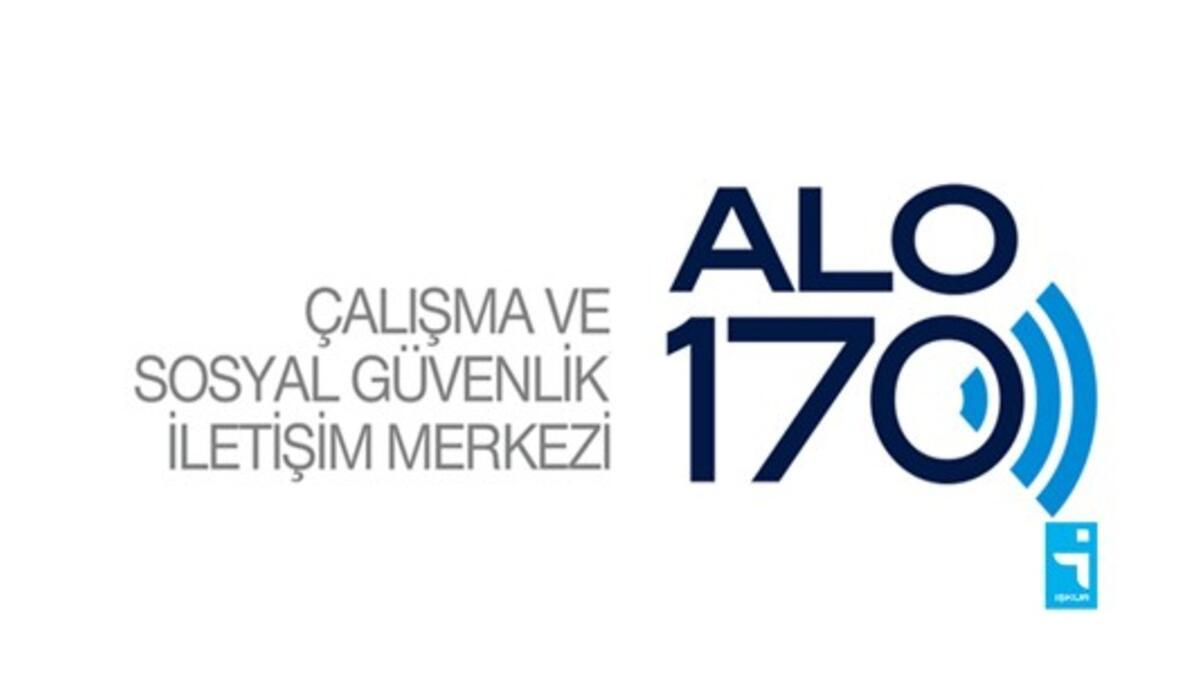 ÇALIŞMA VE
SOSYAL GÜVENLİK
İLETİŞİM MERKEZİ
ALO
170
İŞKUR